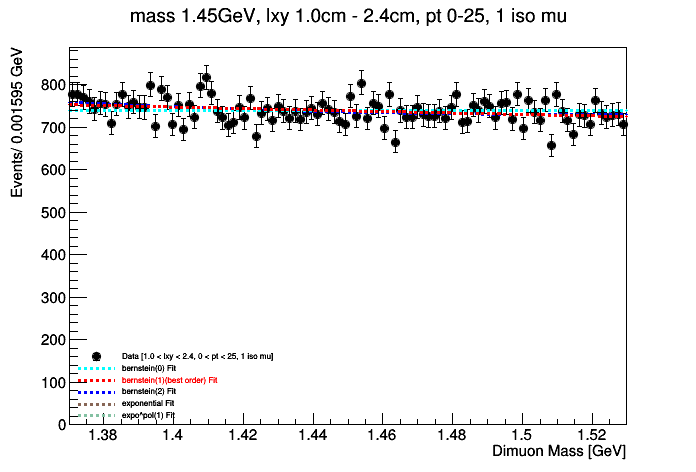 mass 1.45GeV, lxy 1.0cm - 2.4cm, pt 0-25, 1 iso mu
Events/ 0.001595 GeV
800
700
600
500
400
300
200
100
0
Data [1.0 < lxy < 2.4, 0 < pt < 25, 1 iso mu]
bernstein(0) Fit
bernstein(1)(best order) Fit
bernstein(2) Fit
exponential Fit
expo^pol(1) Fit
1.38 1.4 1.42 1.44 1.46 1.48 1.5 1.52
Dimuon Mass [GeV]